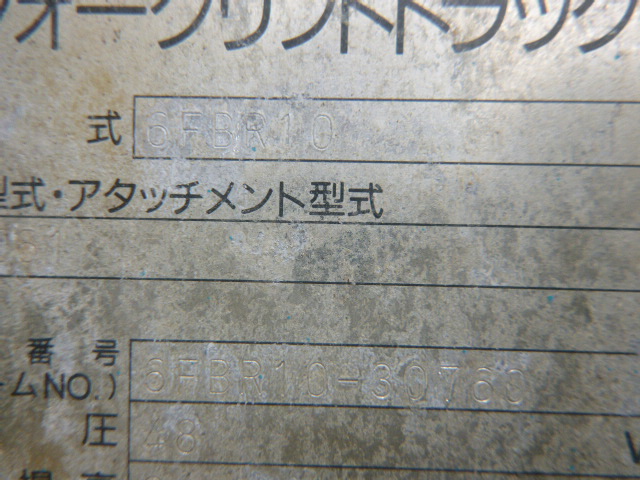 フォークリフトトラック
式 6FBR10
型式・アタッチメント型式
番号 6FBR10-30760
ームNO.)
圧 48